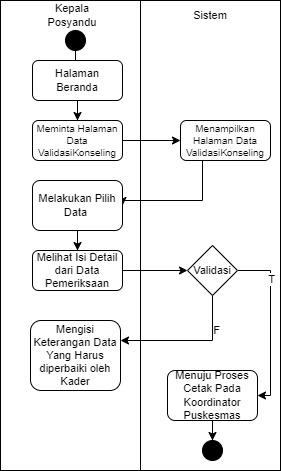 Kepala
Posyandu
Sistem
Halaman
Beranda
Meminta Halaman
Data
ValidasiKonseling
Menampilkan
Halaman Data
ValidasiKonseling
Melakukan Pilih
Data
Melihat Isi Detail
dari Data
Pemeriksaan
Validasi
T
F
Mengisi
Keterangan Data
Yang Harus
diperbaiki oleh
Kader
Menuju Proses
Cetak Pada
Koordinator
Puskesmas